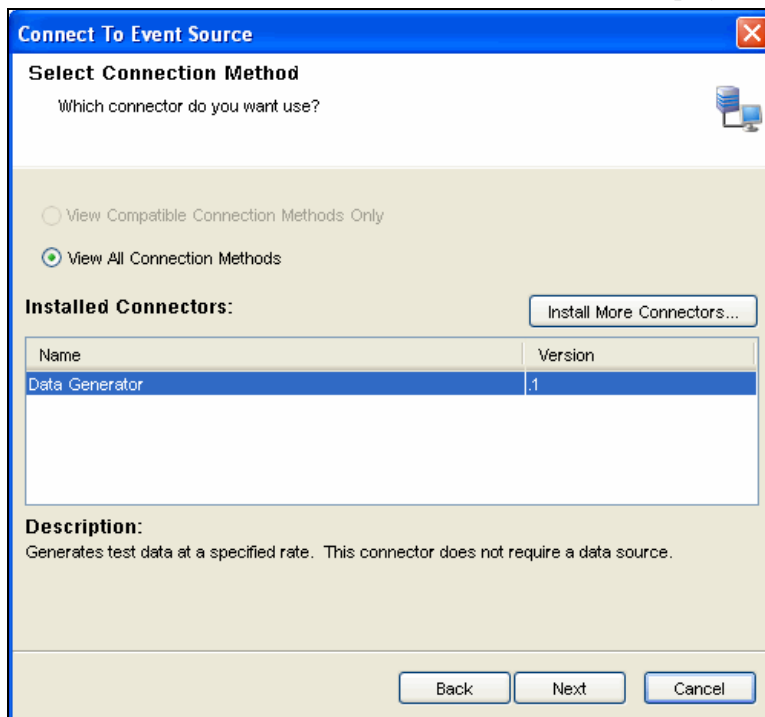 Connect To Event Source
Select Connection Method
Which connector do you want use?
View Compatible Connection Methods Only
View All Connection Methods
Installed Connectors:
Install More Connectors...
Name Version
Data Generator .1
Description:
Generates test data at a specified rate. This connector does not require a data source.
Back Next Cancel